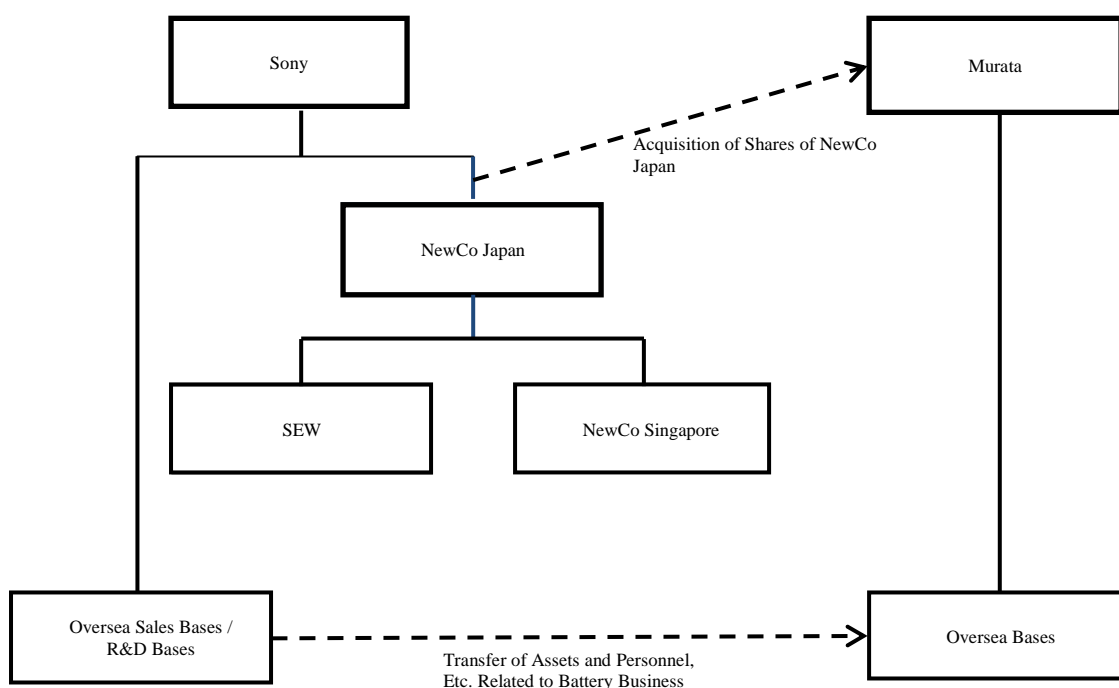 Sony
Murata
Acquisition of Shares of NewCo
Japan
NewCo Japan
SEW
NewCo Singapore
Oversea Sales Bases /
R&D Bases
Oversea Bases
Transfer of Assets and Personnel,
Etc. Related to Battery Business